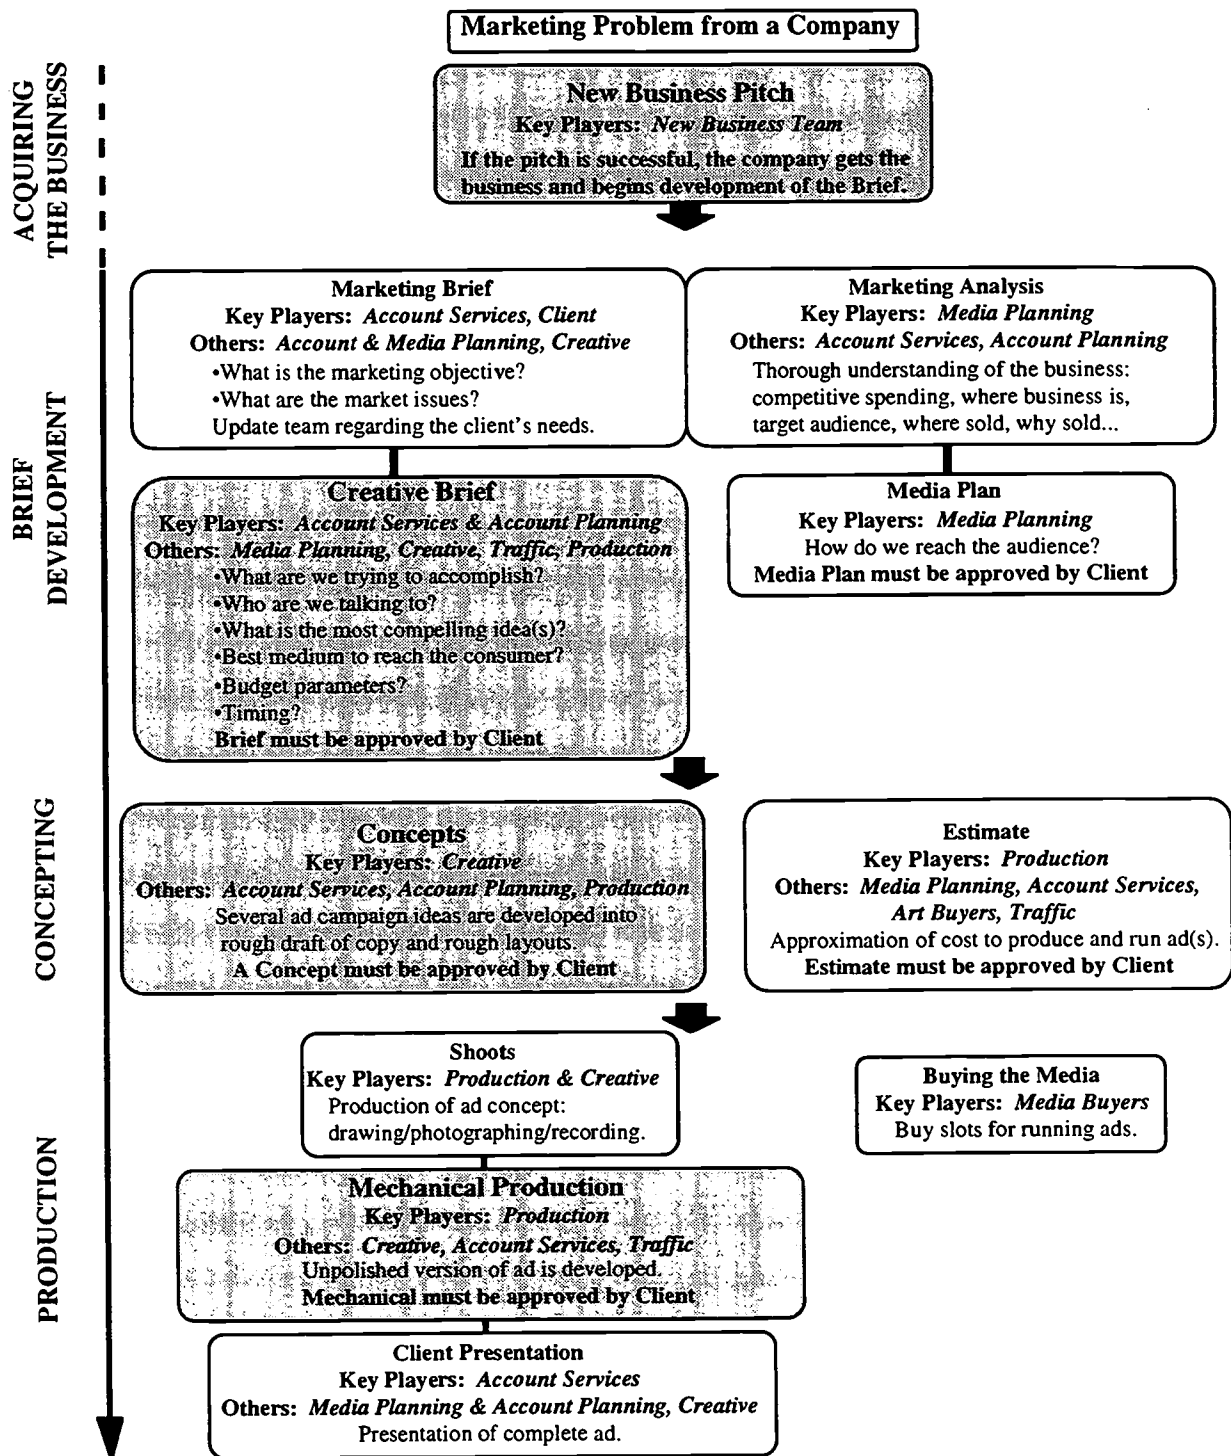 Marketing Problem from a Company
ACQUIRING
THE BUSINESS
New Business Pitch
Key Players: New Business Team
If the pitch is successful, the company gets the
business and begins development of the Brief.
BRIEF
DEVELOPMENT
Marketing Brief
Key Players: Account Services, Client
Others: Account & Media Planning, Creative
•What is the marketing objective?
•What are the market issues?
Update team regarding the client's needs.
Marketing Analysis
Key Players: Media Planning
Others: Account Services, Account Planning
Thorough understanding of the business:
competitive spending, where business is,
target audience, where sold, why sold...
Creative Brief
Key Players: Account Services & Account Planning
Others: Media Planning, Creative, Traffic, Production
•What are we trying to accomplish?
•Who are we talking to?
•What is the most compelling idea(s)?
•Best medium to reach the consumer?
•Budget parameters?
•Timing?
Brief must be approved by Client
Media Plan
Key Players: Media Planning
How do we reach the audience?
Media Plan must be approved by Client
CONCEPTING
Concepts
Key Players: Creative
Others: Account Services, Account Planning, Production
Several ad campaign ideas are developed into
rough draft of copy and rough layouts.
A Concept must be approved by Client
Estimate
Key Players: Production
Others: Media Planning, Account Services,
Art Buyers, Traffic
Approximation of cost to produce and run ad(s).
Estimate must be approved by Client
PRODUCTION
Shoots
Key Players: Production & Creative
Production of ad concept:
drawing/photographing/recording.
Buying the Media
Key Players: Media Buyers
Buy slots for running ads.
Mechanical Production
Key Players: Production
Others: Creative, Account Services, Traffic
Unpolished version of ad is developed.
Mechanical must be approved by Client
Client Presentation
Key Players: Account Services
Others: Media Planning & Account Planning, Creative
Presentation of complete ad.